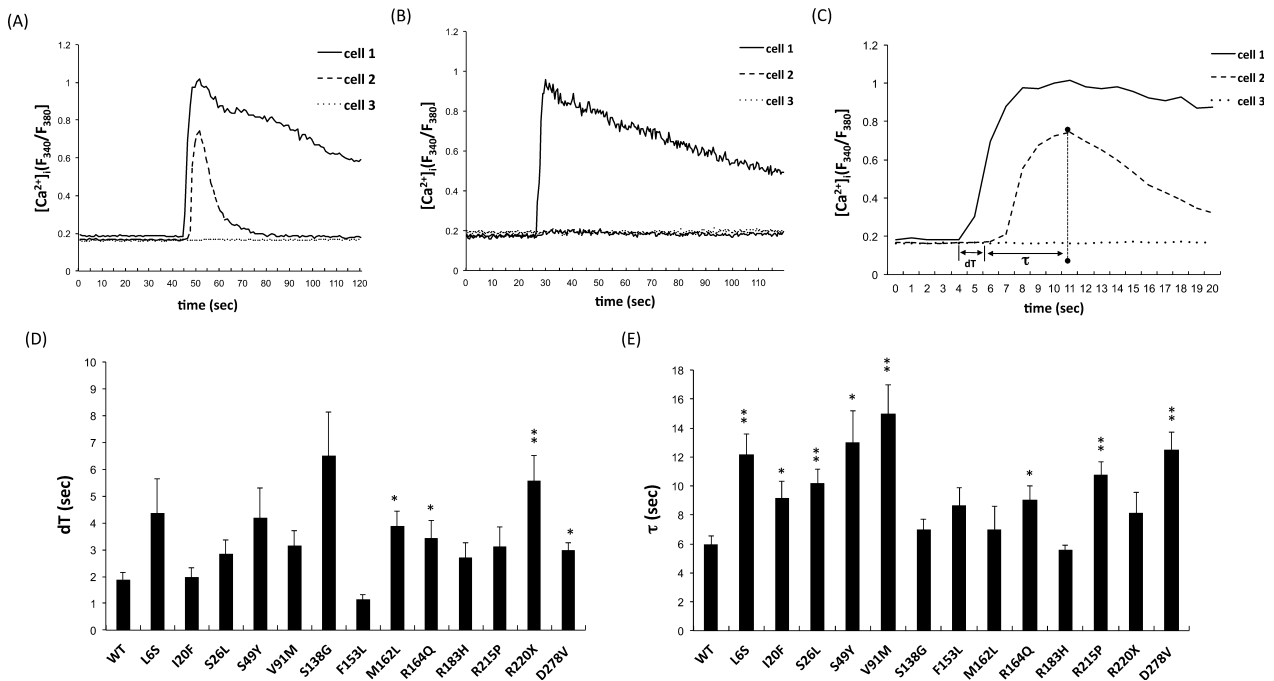 (A)
[Ca2+]i(F340/F380)
1.2
1
0.8
0.6
0.4
0.2
0
0 10 20 30 40 50 60 70 80 90 100 110 120
time (sec)
cell 1
cell 2
cell 3
(B)
[Ca2+]i(F340/F380)
1.2
1
0.8
0.6
0.4
0.2
0
0 10 20 30 40 50 60 70 80 90 100 110
time (sec)
cell 1
cell 2
cell 3
(C)
[Ca2+]i(F340/F380)
1.2
1
0.8
0.6
0.4
0.2
0
dT
τ
0 1 2 3 4 5 6 7 8 9 10 11 12 13 14 15 16 17 18 19 20
time (sec)
cell 1
cell 2
cell 3
(D)
dT (sec)
10
9
8
7
6
5
4
3
2
1
0
* * ** *
WT L6S I20F S26L S49Y V91M S138G F153L M162L R164Q R183H R215P R220X D278V
(E)
τ (sec)
18
16
14
12
10
8
6
4
2
0
** * ** * ** * ** **
WT L6S I20F S26L S49Y V91M S138G F153L M162L R164Q R183H R215P R220X D278V